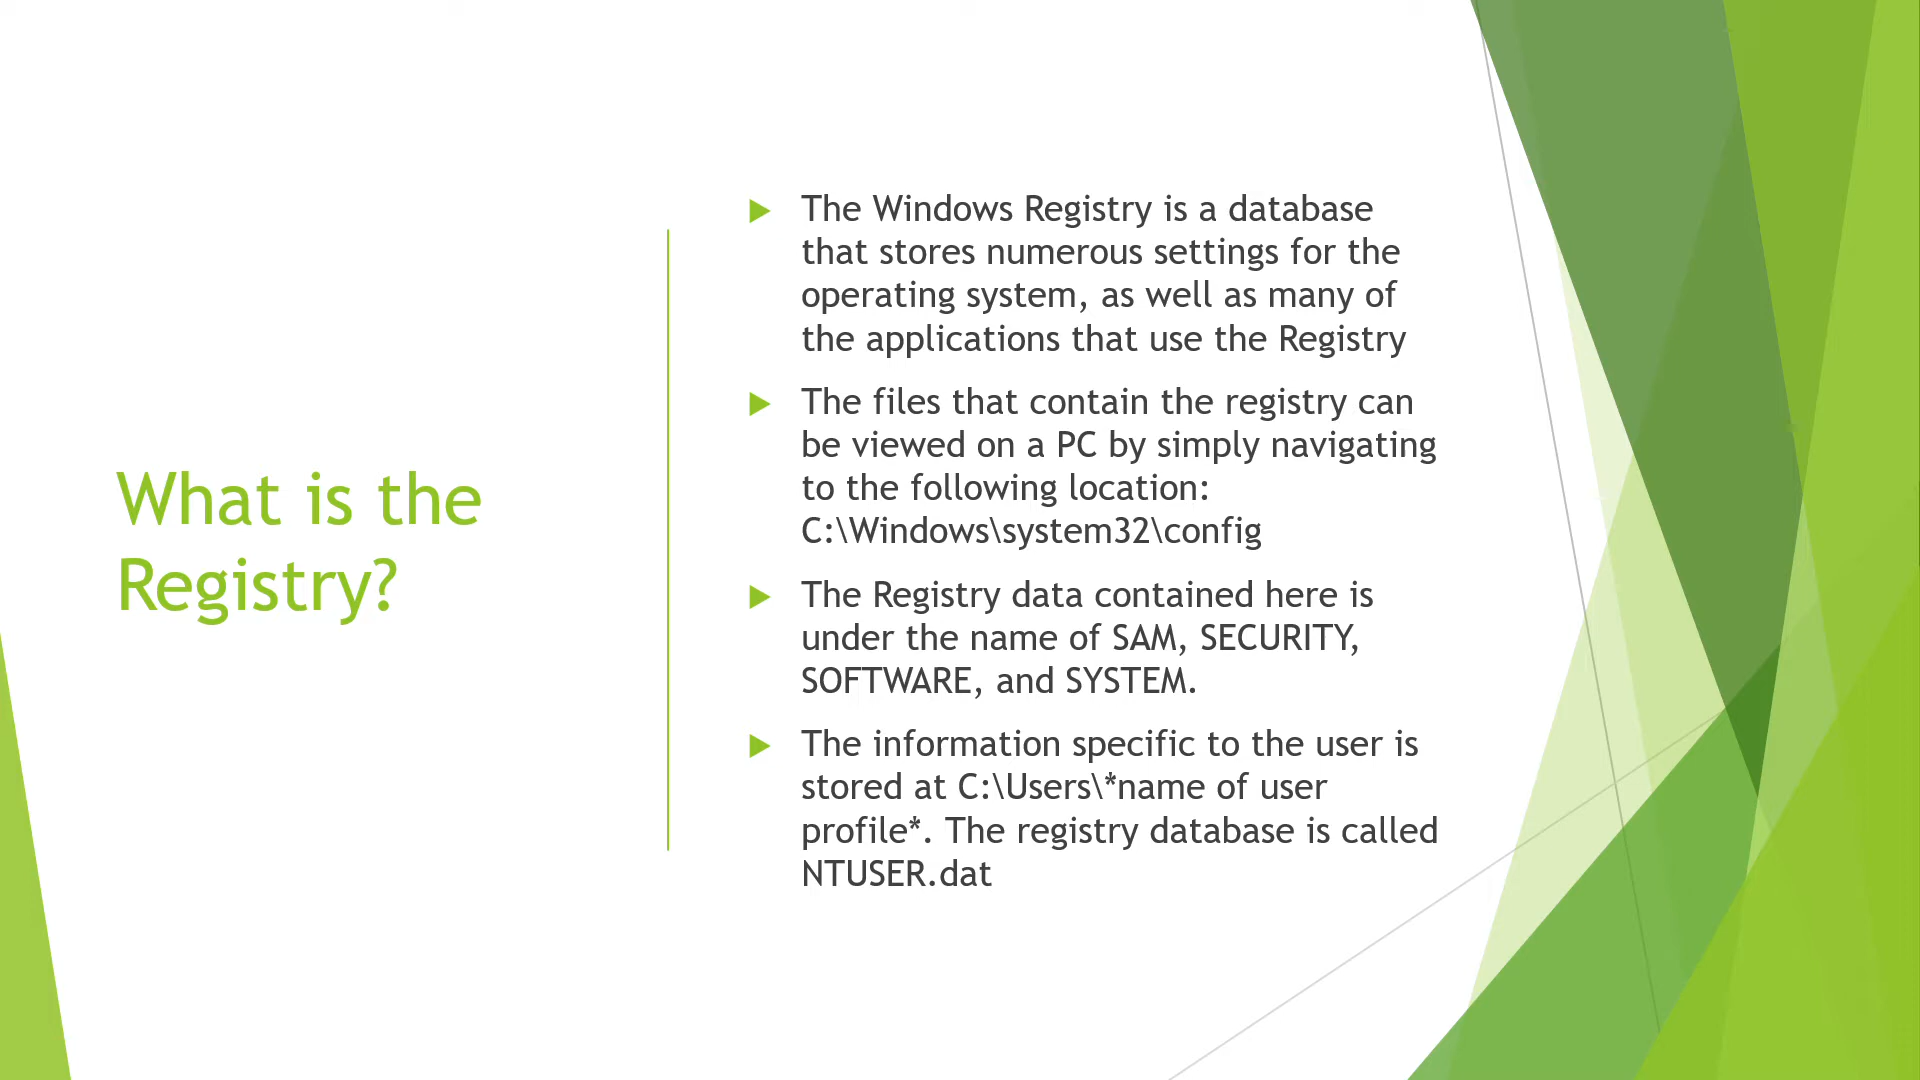 What is the
Registry?
The Windows Registry is a database
that stores numerous settings for the
operating system, as well as many of
the applications that use the Registry
The files that contain the registry can
be viewed on a PC by simply navigating
to the following location:
C:\Windows\system32\config
The Registry data contained here is
under the name of SAM, SECURITY,
SOFTWARE, and SYSTEM.
The information specific to the user is
stored at C:\Users\*name of user
profile*. The registry database is called
NTUSER.dat